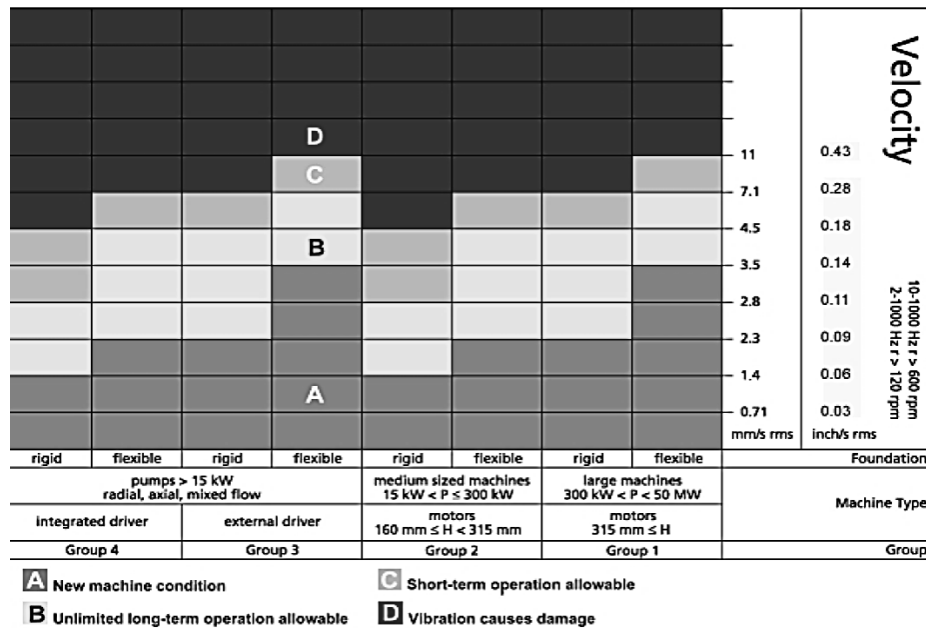 Velocity
10-1000 Hz r > 600 rpm
2-1000 Hz r > 120 rpm
D
C
B
A
11 0.43
7.1 0.28
4.5 0.18
3.5 0.14
2.8 0.11
2.3 0.09
1.4 0.06
0.71 0.03
mm/s rms inch/s rms
rigid flexible rigid flexible rigid flexible rigid flexible Foundation
pumps > 15 kW
radial, axial, mixed flow
medium sized machines
15 kW < P ≤ 300 kW
large machines
300 kW < P < 50 MW
Machine Type
integrated driver external driver
motors
160 mm ≤ H < 315 mm
motors
315 mm ≤ H
Group 4 Group 3 Group 2 Group 1 Group
A New machine condition
C Short-term operation allowable
B Unlimited long-term operation allowable
D Vibration causes damage